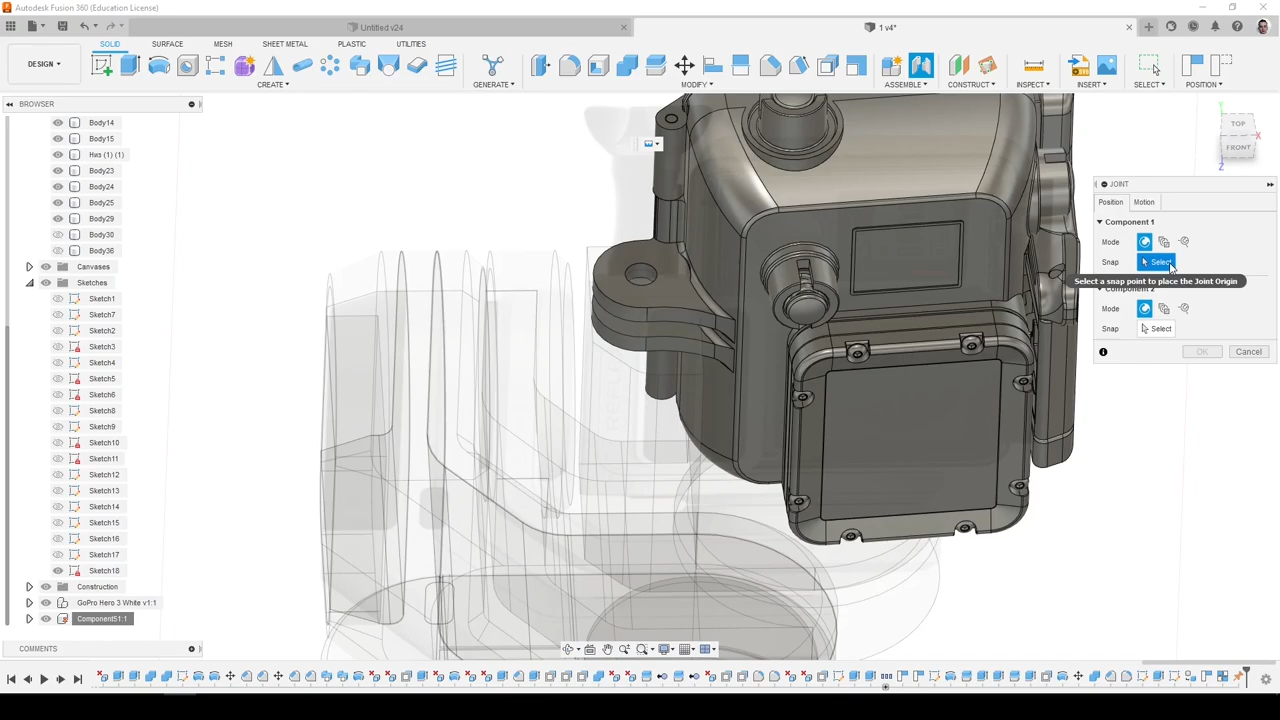 Autodesk Fusion 360 (Education License)
Untitled v24
1 v4*
SOLID
SURFACE
MESH
SHEET METAL
PLASTIC
UTILITIES
DESIGN
CREATE
GENERATE
MODIFY
ASSEMBLE
CONSTRUCT
INSPECT
INSERT
SELECT
POSITION
BROWSER
Body14
Body15
Низ (1) (1)
Body23
Body24
Body25
Body29
Body30
Body36
Canvases
Sketches
Sketch1
Sketch7
Sketch2
Sketch3
Sketch4
Sketch5
Sketch6
Sketch8
Sketch9
Sketch10
Sketch11
Sketch12
Sketch13
Sketch14
Sketch15
Sketch16
Sketch17
Sketch18
Construction
GoPro Hero 3 White v1:1
Component51:1
COMMENTS
Y
TOP
X
FRONT
Z
JOINT
Position
Motion
Component 1
Mode
Snap
Select
Select a snap point to place the Joint Origin
Mode
Snap
Select
OK
Cancel